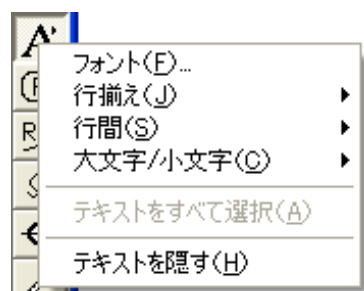 A
フォント(F)...
行揃え(J)
行間(S)
大文字/小文字(C)
テキストをすべて選択(A)
テキストを隠す(H)